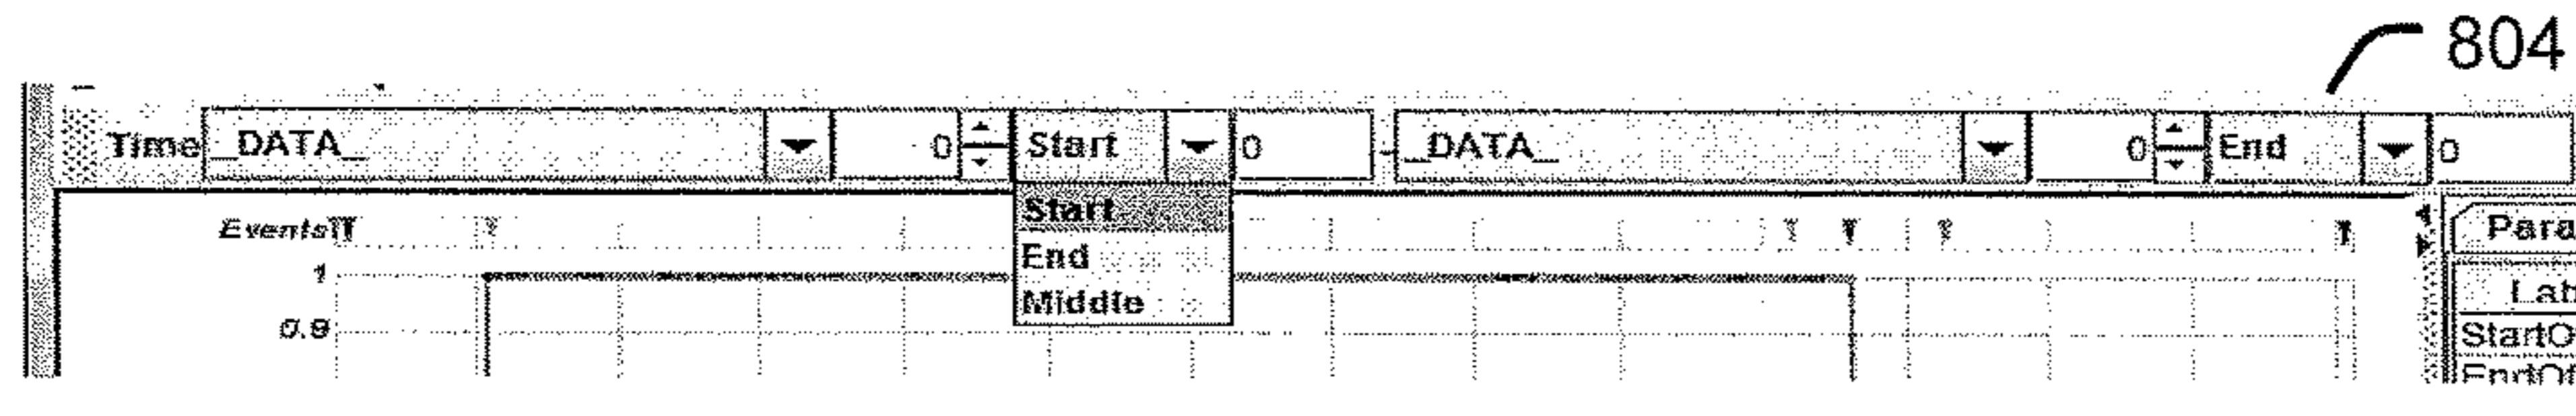 804
Time _DATA_ 0 Start 0 - _DATA_ 0 End 0
Start
End
Middle
Events
Para
1
Lab
0.9
StartO
EndOf